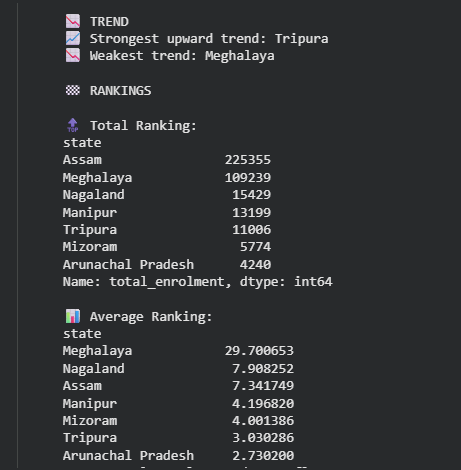 📉 TREND
📈 Strongest upward trend: Tripura
📉 Weakest trend: Meghalaya
🏁 RANKINGS
🔝 Total Ranking:
state
Assam 225355
Meghalaya 109239
Nagaland 15429
Manipur 13199
Tripura 11006
Mizoram 5774
Arunachal Pradesh 4240
Name: total_enrolment, dtype: int64
📊 Average Ranking:
state
Meghalaya 29.700653
Nagaland 7.908252
Assam 7.341749
Manipur 4.196820
Mizoram 4.001386
Tripura 3.030286
Arunachal Pradesh 2.730200